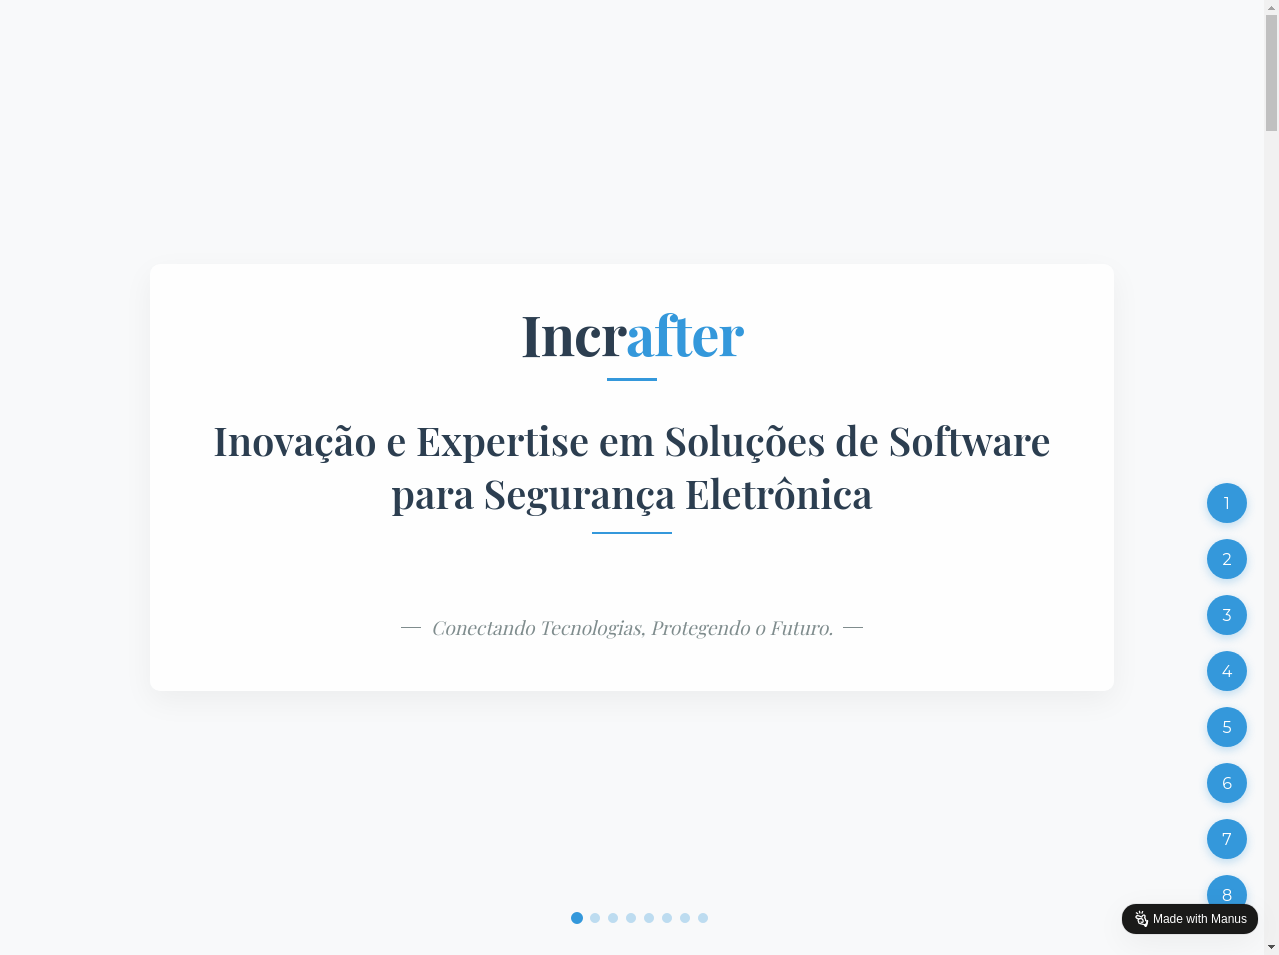 Incrafter
Inovação e Expertise em Soluções de Software
para Segurança Eletrônica
Conectando Tecnologias, Protegendo o Futuro.
1
2
3
4
5
6
7
8
Made with Manus